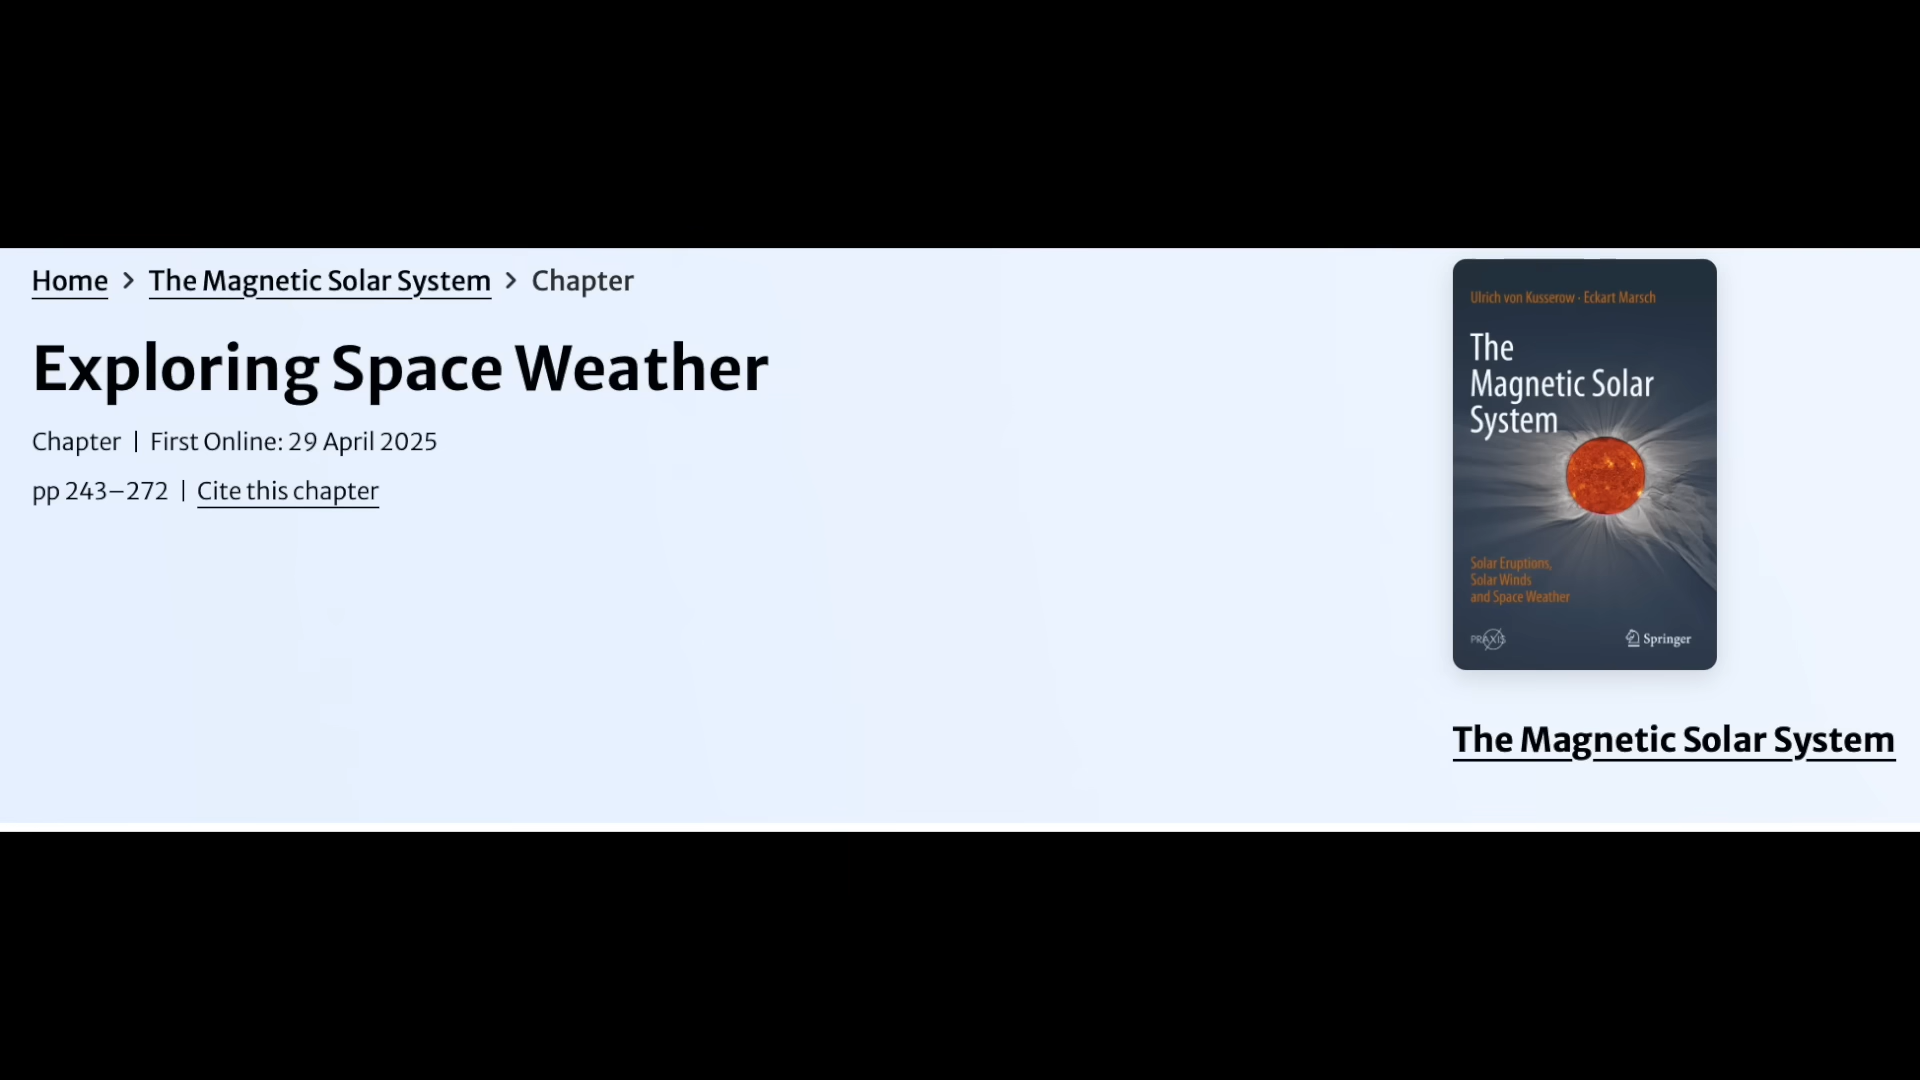 Home > The Magnetic Solar System > Chapter
Exploring Space Weather
Chapter | First Online: 29 April 2025
pp 243–272 | Cite this chapter
Ulrich von Kusserow · Eckart Marsch
The
Magnetic Solar
System
Solar Eruptions,
Solar Winds
and Space Weather
PRAXIS
Springer
The Magnetic Solar System